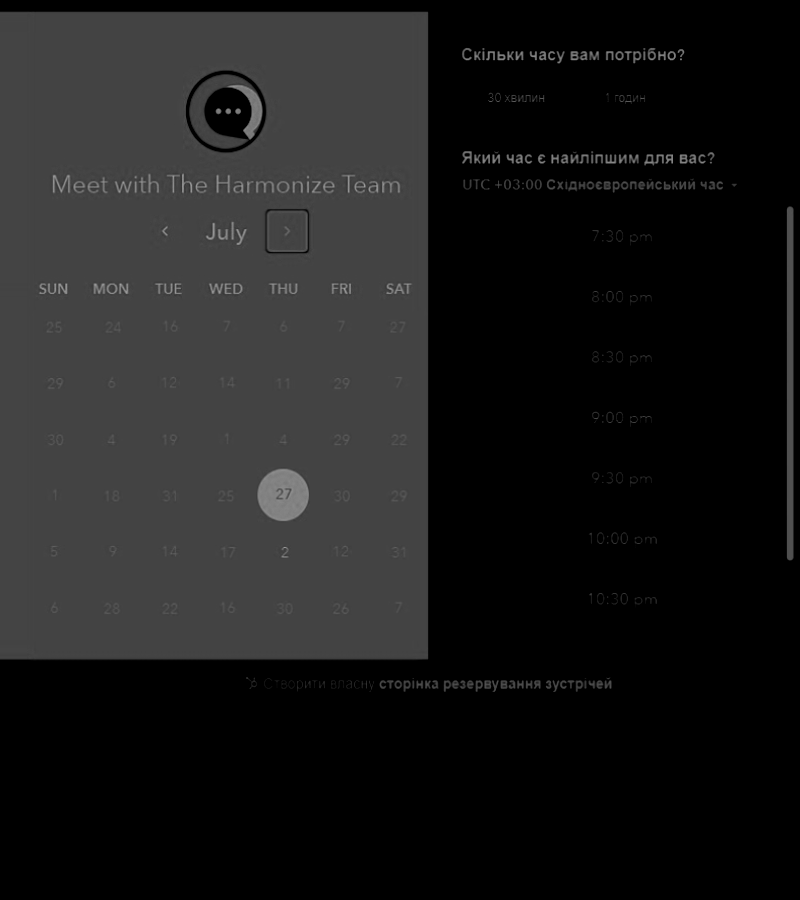 Meet with The Harmonize Team
July
SUN MON TUE WED THU FRI SAT
25 24 16 7 6 7 27
29 6 12 14 11 29 7
30 4 19 1 4 29 22
1 18 31 25 27 30 29
5 9 14 17 2 12 31
6 28 22 16 30 26 7
Скільки часу вам потрібно?
30 хвилин 1 годин
Який час є найліпшим для вас?
UTC +03:00 Східноєвропейський час
7:30 pm
8:00 pm
8:30 pm
9:00 pm
9:30 pm
10:00 pm
10:30 pm
Створити власну сторінка резервування зустрічей